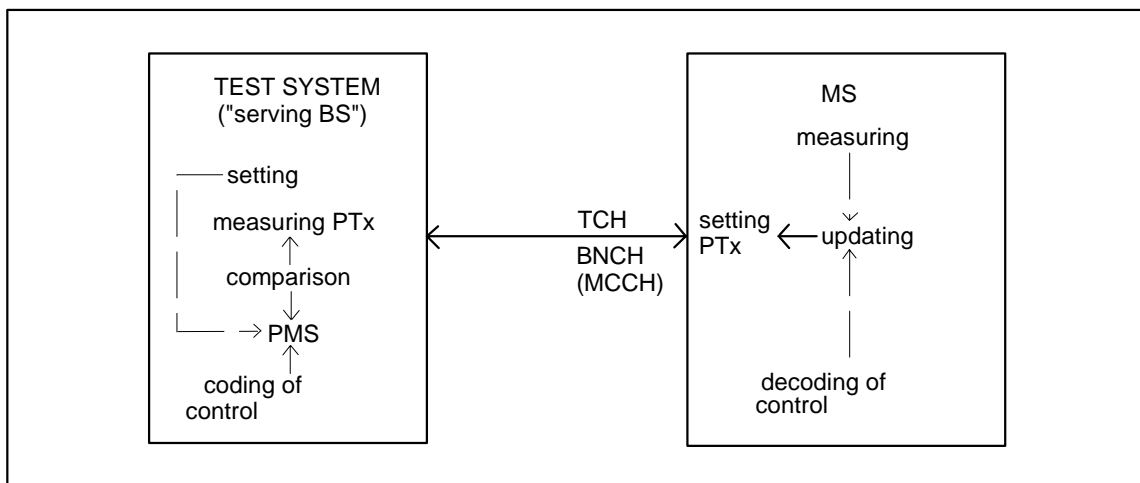 TEST SYSTEM
("serving BS")
setting
measuring PTx
comparison
PMS
coding of
control
TCH
BNCH
(MCCH)
MS
measuring
setting
PTx
updating
decoding of
control